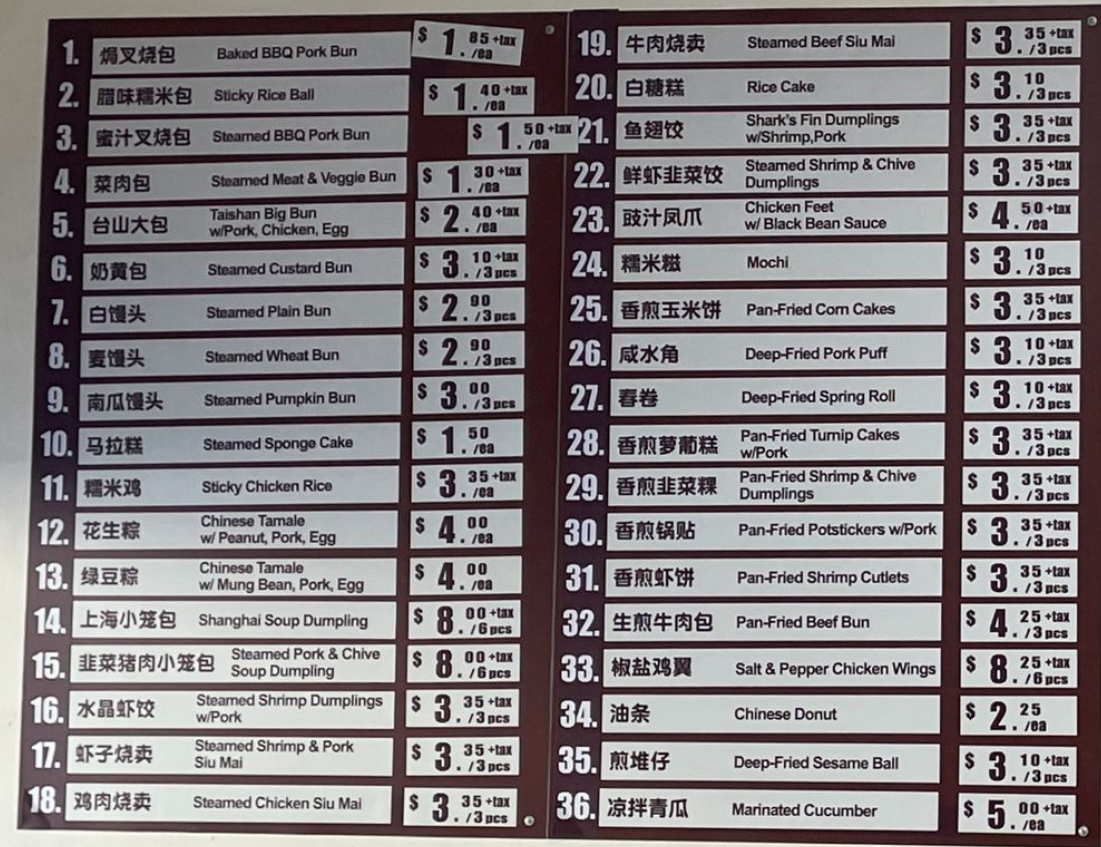 1. 焗叉烧包 Baked BBQ Pork Bun $1.85 +tax /ea
2. 腊味糯米包 Sticky Rice Ball $1.40 +tax /ea
3. 蜜汁叉烧包 Steamed BBQ Pork Bun $1.50 +tax /ea
4. 菜肉包 Steamed Meat & Veggie Bun $1.30 +tax /ea
5. 台山大包 Taishan Big Bun
w/Pork, Chicken, Egg $2.40 +tax /ea
6. 奶黄包 Steamed Custard Bun $3.10 +tax /3pcs
7. 白馒头 Steamed Plain Bun $2.90 /3pcs
8. 麦馒头 Steamed Wheat Bun $2.90 /3pcs
9. 南瓜馒头 Steamed Pumpkin Bun $3.00 /3pcs
10. 马拉糕 Steamed Sponge Cake $1.50 /ea
11. 糯米鸡 Sticky Chicken Rice $3.35 +tax /ea
12. 花生粽 Chinese Tamale
w/ Peanut, Pork, Egg $4.00 /ea
13. 绿豆粽 Chinese Tamale
w/ Mung Bean, Pork, Egg $4.00 /ea
14. 上海小笼包 Shanghai Soup Dumpling $8.00 +tax /6pcs
15. 韭菜猪肉小笼包 Steamed Pork & Chive
Soup Dumpling $8.00 +tax /6pcs
16. 水晶虾饺 Steamed Shrimp Dumplings
w/Pork $3.35 +tax /3pcs
17. 虾子烧卖 Steamed Shrimp & Pork
Siu Mai $3.35 +tax /3pcs
18. 鸡肉烧卖 Steamed Chicken Siu Mai $3.35 +tax /3pcs
19. 牛肉烧卖 Steamed Beef Siu Mai $3.35 +tax /3pcs
20. 白糖糕 Rice Cake $3.10 /3pcs
21. 鱼翅饺 Shark's Fin Dumplings
w/Shrimp,Pork $3.35 +tax /3pcs
22. 鲜虾韭菜饺 Steamed Shrimp & Chive
Dumplings $3.35 +tax /3pcs
23. 豉汁凤爪 Chicken Feet
w/ Black Bean Sauce $4.50 +tax /ea
24. 糯米糍 Mochi $3.10 /3pcs
25. 香煎玉米饼 Pan-Fried Corn Cakes $3.35 +tax /3pcs
26. 咸水角 Deep-Fried Pork Puff $3.10 +tax /3pcs
27. 春卷 Deep-Fried Spring Roll $3.10 +tax /3pcs
28. 香煎萝葡糕 Pan-Fried Turnip Cakes
w/Pork $3.35 +tax /3pcs
29. 香煎韭菜粿 Pan-Fried Shrimp & Chive
Dumplings $3.35 +tax /3pcs
30. 香煎锅贴 Pan-Fried Potstickers w/Pork $3.35 +tax /3pcs
31. 香煎虾饼 Pan-Fried Shrimp Cutlets $3.35 +tax /3pcs
32. 生煎牛肉包 Pan-Fried Beef Bun $4.25 +tax /3pcs
33. 椒盐鸡翼 Salt & Pepper Chicken Wings $8.25 +tax /6pcs
34. 油条 Chinese Donut $2.25 /ea
35. 煎堆仔 Deep-Fried Sesame Ball $3.10 +tax /3pcs
36. 凉拌青瓜 Marinated Cucumber $5.00 +tax /ea